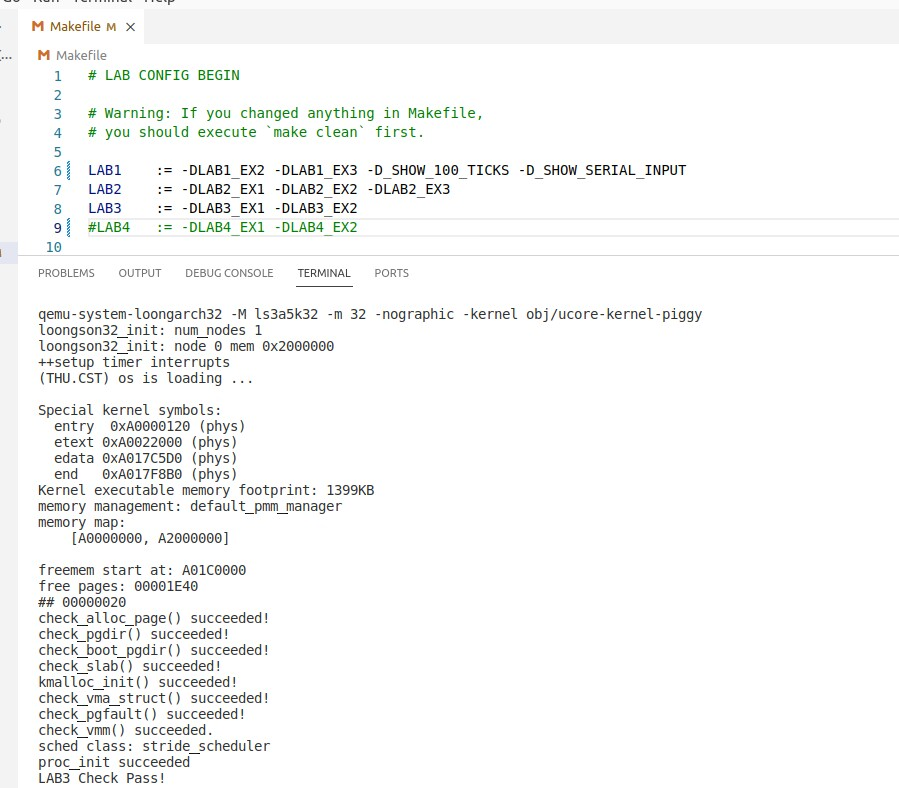 Makefile M
Makefile
1 # LAB CONFIG BEGIN
2
3 # Warning: If you changed anything in Makefile,
4 # you should execute `make clean` first.
5
6 LAB1    := -DLAB1_EX2 -DLAB1_EX3 -D_SHOW_100_TICKS -D_SHOW_SERIAL_INPUT
7 LAB2    := -DLAB2_EX1 -DLAB2_EX2 -DLAB2_EX3
8 LAB3    := -DLAB3_EX1 -DLAB3_EX2
9 #LAB4   := -DLAB4_EX1 -DLAB4_EX2
10
PROBLEMS OUTPUT DEBUG CONSOLE TERMINAL PORTS
qemu-system-loongarch32 -M ls3a5k32 -m 32 -nographic -kernel obj/ucore-kernel-piggy
loongson32_init: num_nodes 1
loongson32_init: node 0 mem 0x2000000
++setup timer interrupts
(THU.CST) os is loading ...
Special kernel symbols:
  entry  0xA0000120 (phys)
  etext 0xA0022000 (phys)
  edata 0xA017C5D0 (phys)
  end   0xA017F8B0 (phys)
Kernel executable memory footprint: 1399KB
memory management: default_pmm_manager
memory map:
    [A0000000, A2000000]
freemem start at: A01C0000
free pages: 00001E40
## 00000020
check_alloc_page() succeeded!
check_pgdir() succeeded!
check_boot_pgdir() succeeded!
check_slab() succeeded!
kmalloc_init() succeeded!
check_vma_struct() succeeded!
check_pgfault() succeeded!
check_vmm() succeeded.
sched class: stride_scheduler
proc_init succeeded
LAB3 Check Pass!